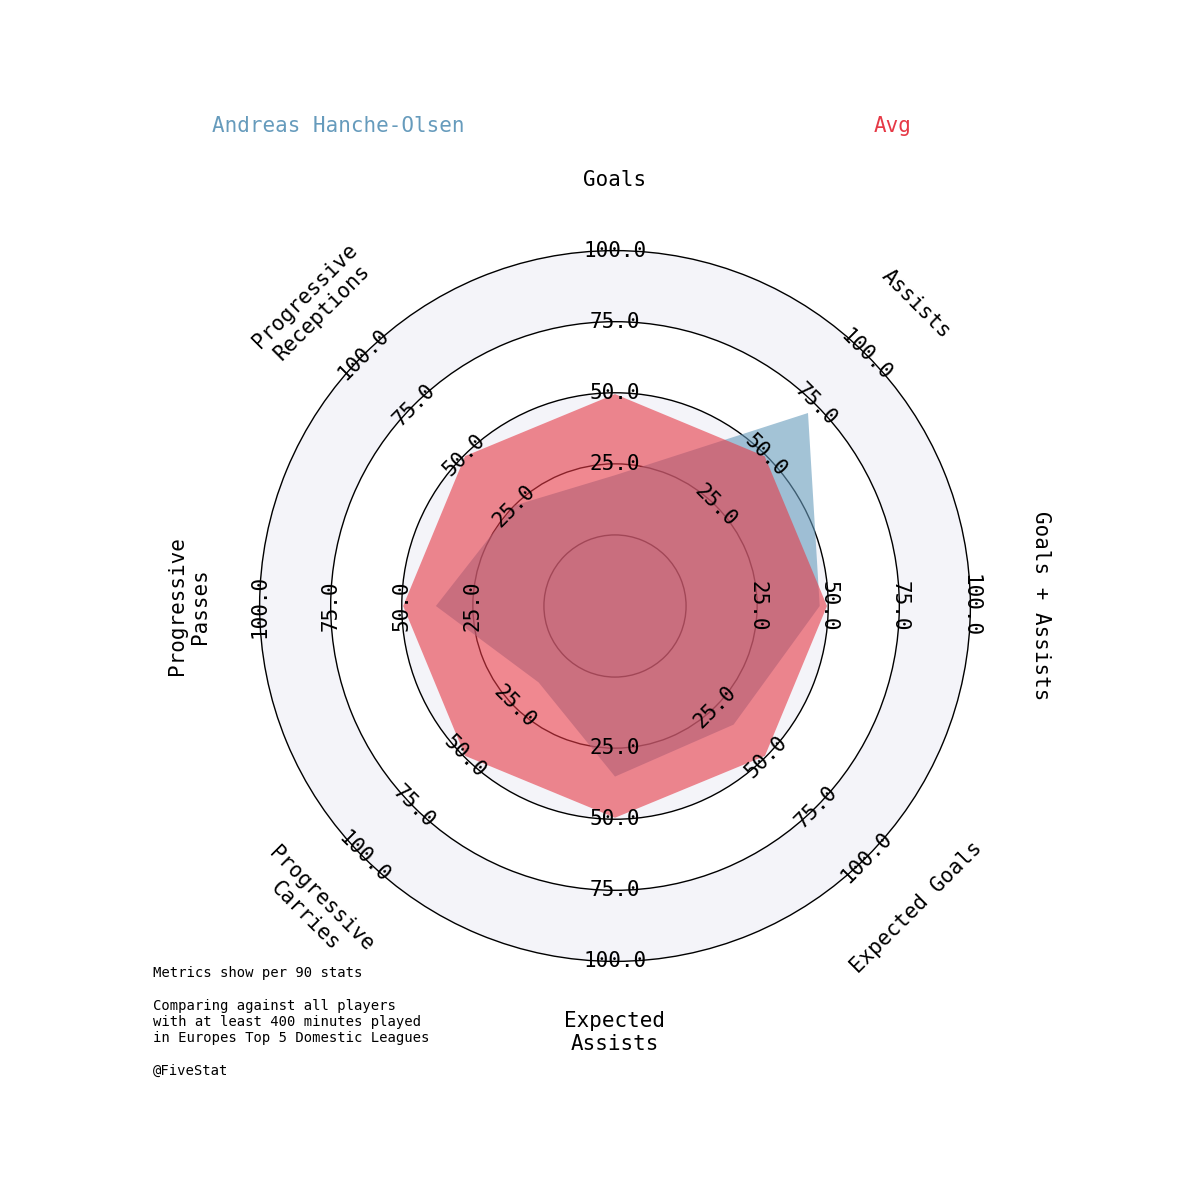 Andreas Hanche-Olsen
Avg
Goals
Assists
Goals + Assists
Expected Goals
Expected
Assists
Progressive
Carries
Progressive
Passes
Progressive
Receptions
25.0
50.0
75.0
100.0
25.0
50.0
75.0
100.0
25.0
50.0
75.0
100.0
25.0
50.0
75.0
100.0
25.0
50.0
75.0
100.0
25.0
50.0
75.0
100.0
25.0
50.0
75.0
100.0
25.0
50.0
75.0
100.0
Metrics show per 90 stats
Comparing against all players
with at least 400 minutes played
in Europes Top 5 Domestic Leagues
@FiveStat